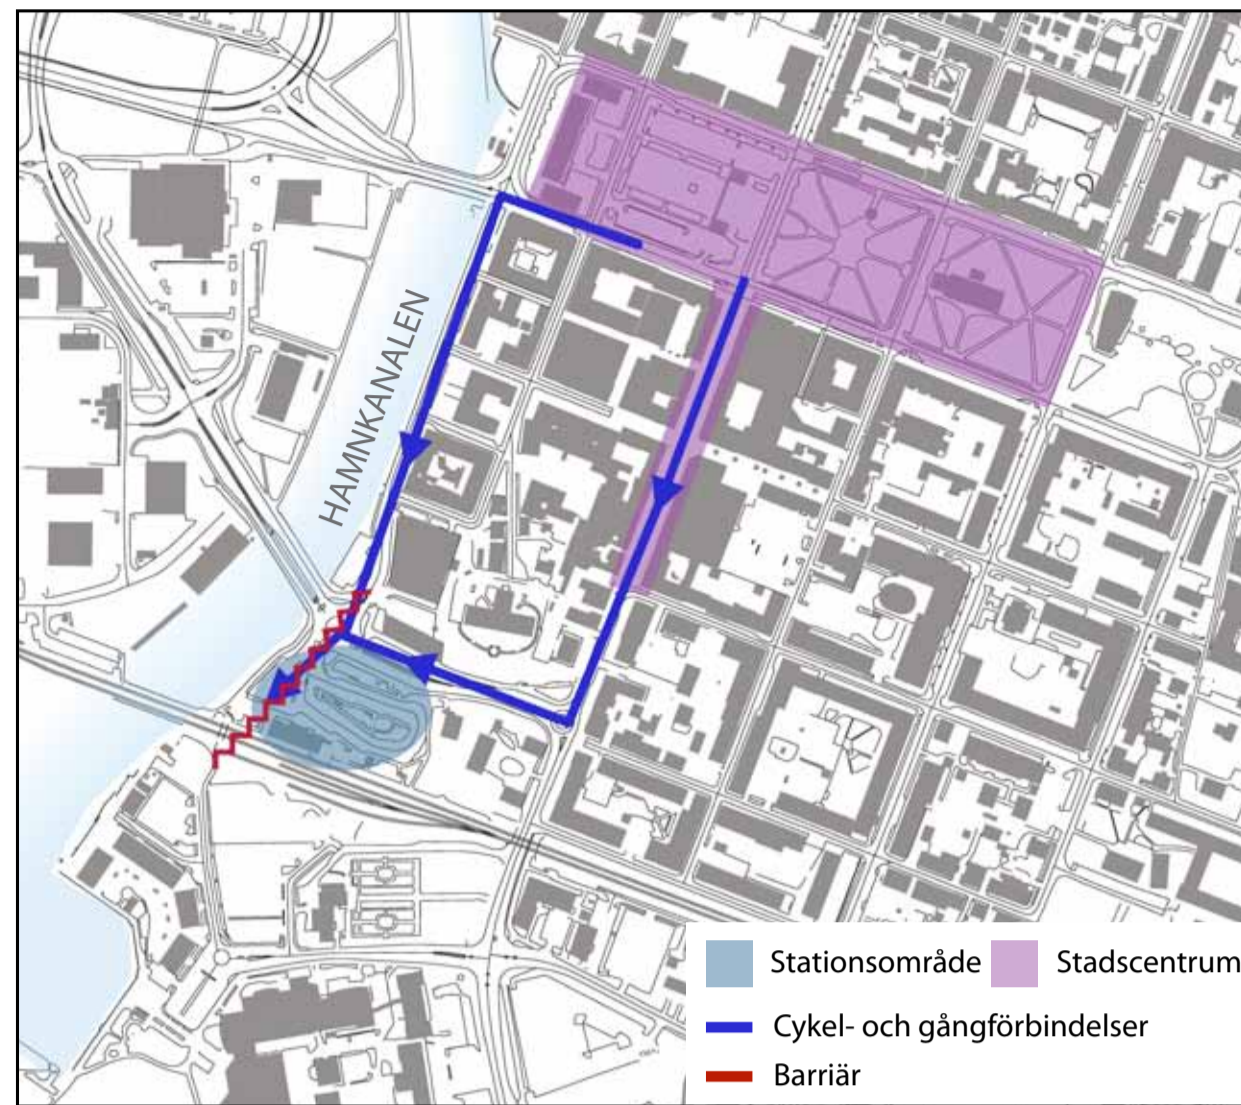 HAMNKANALEN
Stationsområde Stadscentrum
Cykel- och gångförbindelser
Barriär